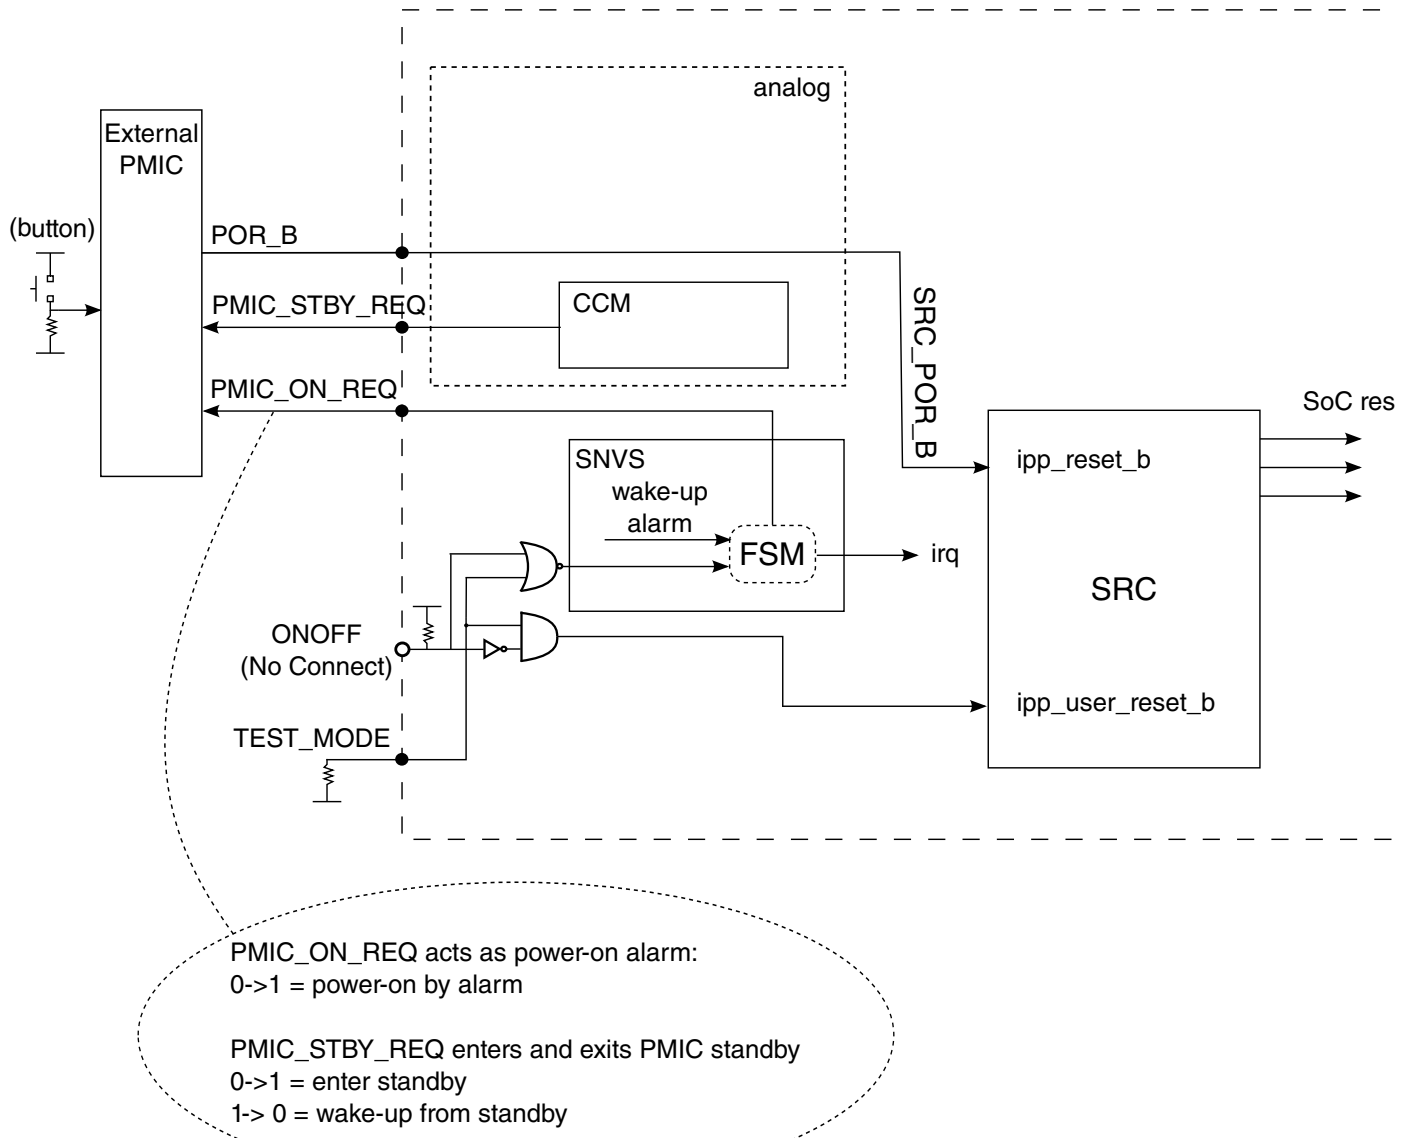 analog
External
PMIC
(button)
POR_B
PMIC_STBY_REQ
CCM
SRC_POR_B
PMIC_ON_REQ
SoC res
SNVS
wake-up
alarm
FSM
irq
ipp_reset_b
SRC
ONOFF
(No Connect)
ipp_user_reset_b
TEST_MODE
PMIC_ON_REQ acts as power-on alarm:
0->1 = power-on by alarm
PMIC_STBY_REQ enters and exits PMIC standby
0->1 = enter standby
1-> 0 = wake-up from standby